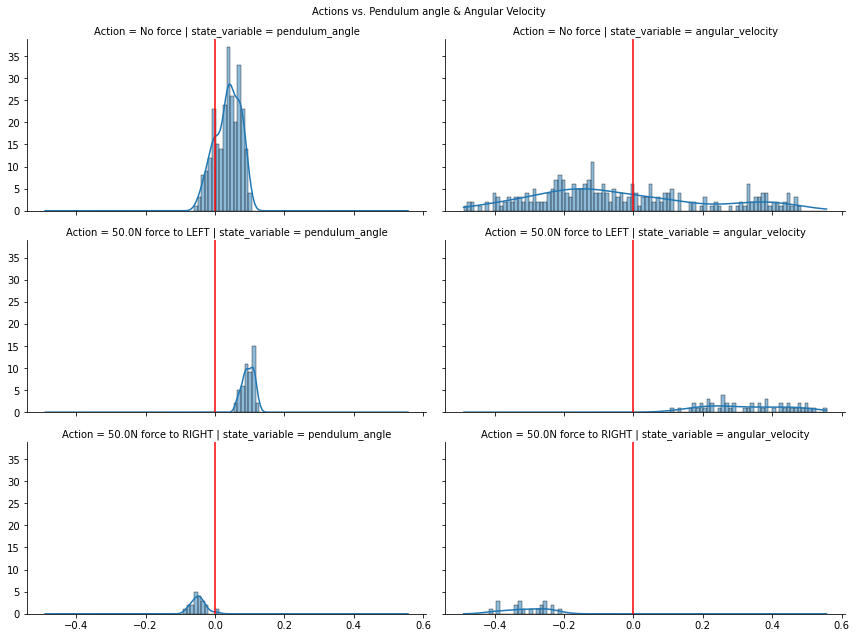 Actions vs. Pendulum angle & Angular Velocity
Action = No force | state_variable = pendulum_angle
Action = No force | state_variable = angular_velocity
35
30
25
20
15
10
5
0
Action = 50.0N force to LEFT | state_variable = pendulum_angle
Action = 50.0N force to LEFT | state_variable = angular_velocity
35
30
25
20
15
10
5
0
Action = 50.0N force to RIGHT | state_variable = pendulum_angle
Action = 50.0N force to RIGHT | state_variable = angular_velocity
35
30
25
20
15
10
5
0
−0.4 −0.2 0.0 0.2 0.4 0.6
−0.4 −0.2 0.0 0.2 0.4 0.6